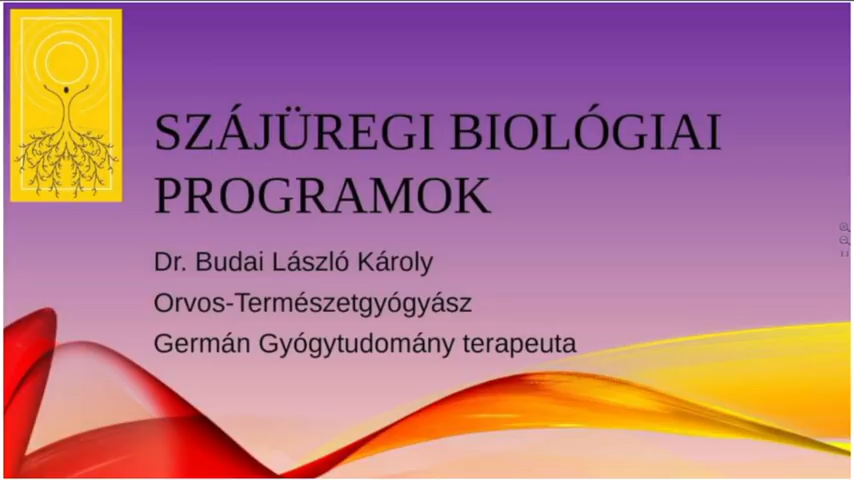 SZÁJÜREGI BIOLÓGIAI
PROGRAMOK
Dr. Budai László Károly
Orvos-Természetgyógyász
Germán Gyógytudomány terapeuta